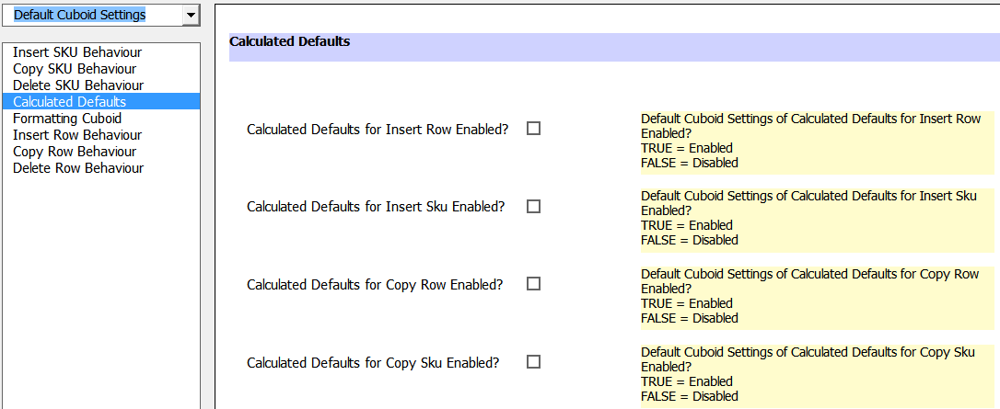 Default Cuboid Settings
Insert SKU Behaviour
Copy SKU Behaviour
Delete SKU Behaviour
Calculated Defaults
Formatting Cuboid
Insert Row Behaviour
Copy Row Behaviour
Delete Row Behaviour
Calculated Defaults
Calculated Defaults for Insert Row Enabled?
Default Cuboid Settings of Calculated Defaults for Insert Row
Enabled?
TRUE = Enabled
FALSE = Disabled
Calculated Defaults for Insert Sku Enabled?
Default Cuboid Settings of Calculated Defaults for Insert Sku
Enabled?
TRUE = Enabled
FALSE = Disabled
Calculated Defaults for Copy Row Enabled?
Default Cuboid Settings of Calculated Defaults for Copy Row
Enabled?
TRUE = Enabled
FALSE = Disabled
Calculated Defaults for Copy Sku Enabled?
Default Cuboid Settings of Calculated Defaults for Copy Sku
Enabled?
TRUE = Enabled
FALSE = Disabled